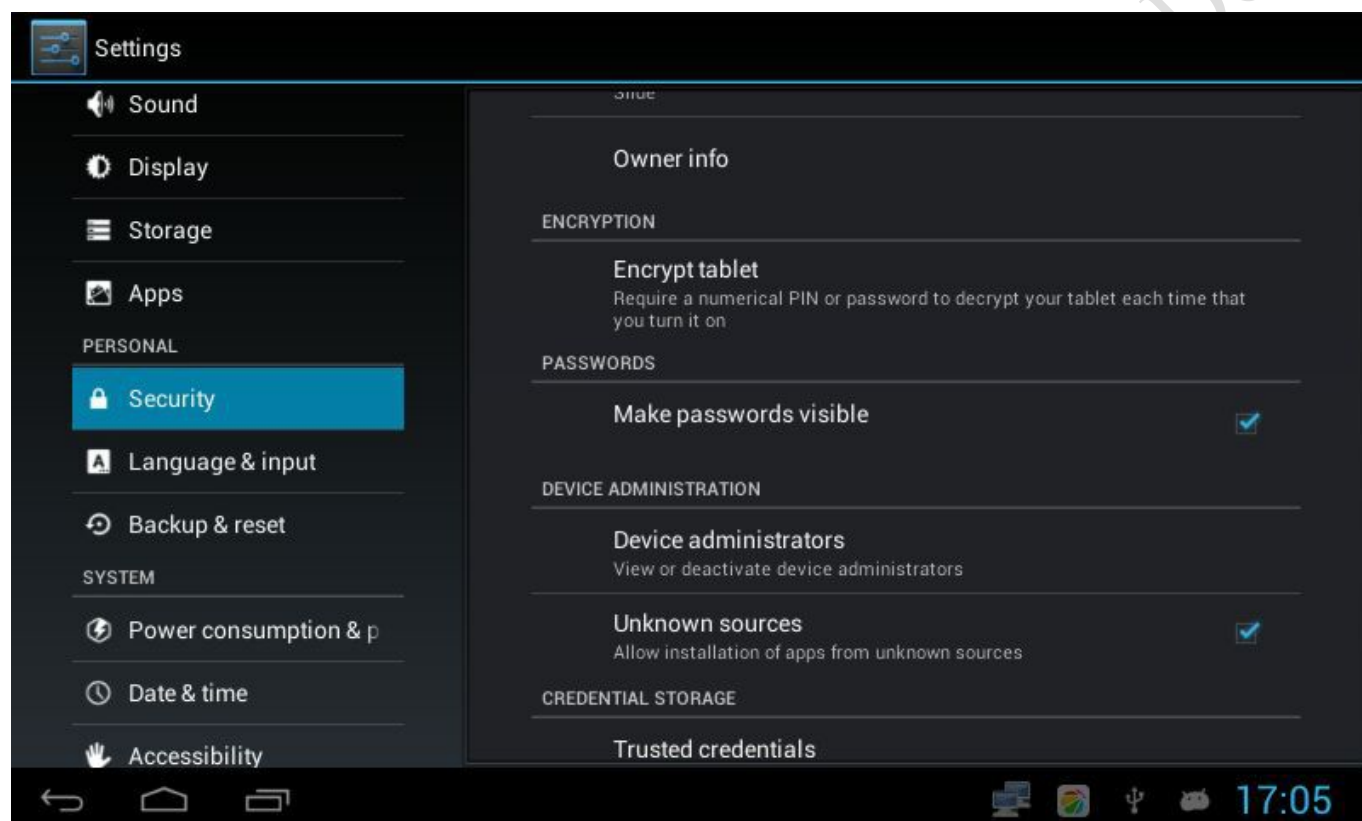 Settings
Sound
Display
Storage
Apps
PERSONAL
Security
Language & input
Backup & reset
SYSTEM
Power consumption & p
Date & time
Accessibility
Slide
Owner info
ENCRYPTION
Encrypt tablet
Require a numerical PIN or password to decrypt your tablet each time that
you turn it on
PASSWORDS
Make passwords visible
DEVICE ADMINISTRATION
Device administrators
View or deactivate device administrators
Unknown sources
Allow installation of apps from unknown sources
CREDENTIAL STORAGE
Trusted credentials
17:05